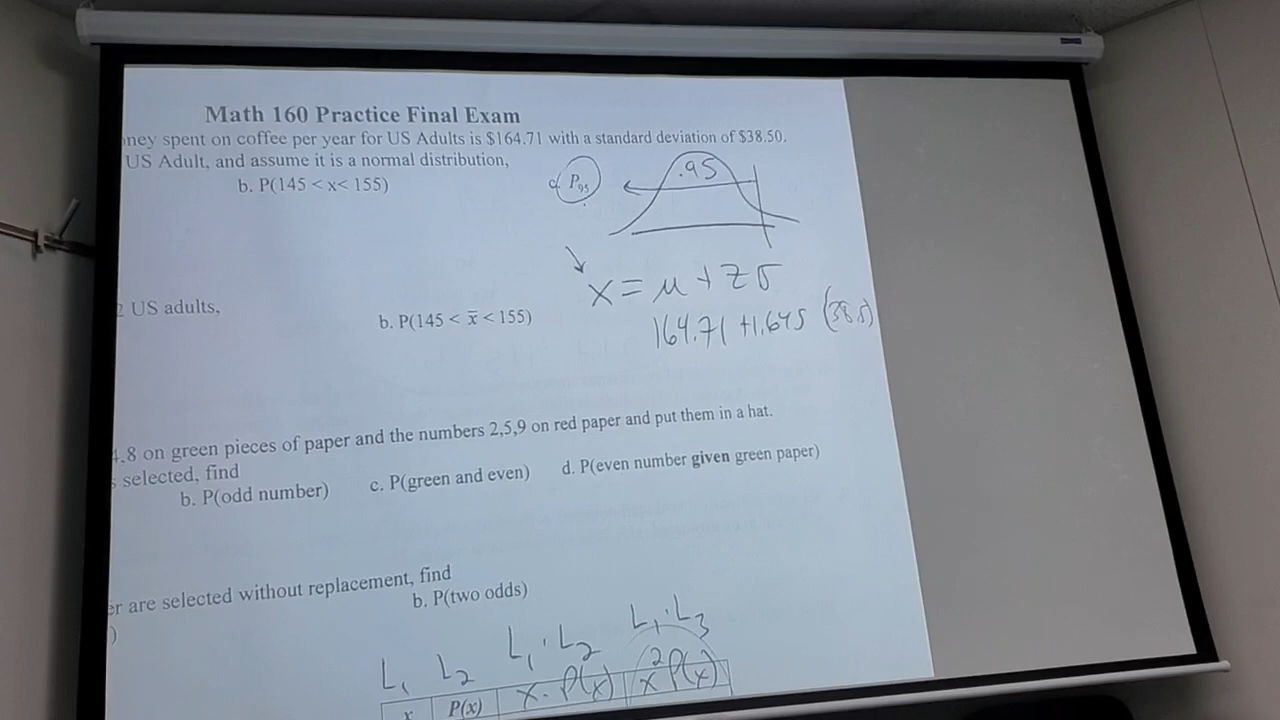 Math 160 Practice Final Exam
ney spent on coffee per year for US Adults is $164.71 with a standard deviation of $38.50.
US Adult, and assume it is a normal distribution,
b. P(145 < x< 155)
P₉₅
.95
x = μ + zσ
164.71 + 1.645 (38.5)
US adults,
b. P(145 < x̄ < 155)
,8 on green pieces of paper and the numbers 2,5,9 on red paper and put them in a hat.
selected, find
b. P(odd number) c. P(green and even) d. P(even number given green paper)
er are selected without replacement, find
)
b. P(two odds)
L₁ L₂ L₁·L₂ L₁·L₃
x P(x) x·P(x) x²P(x)